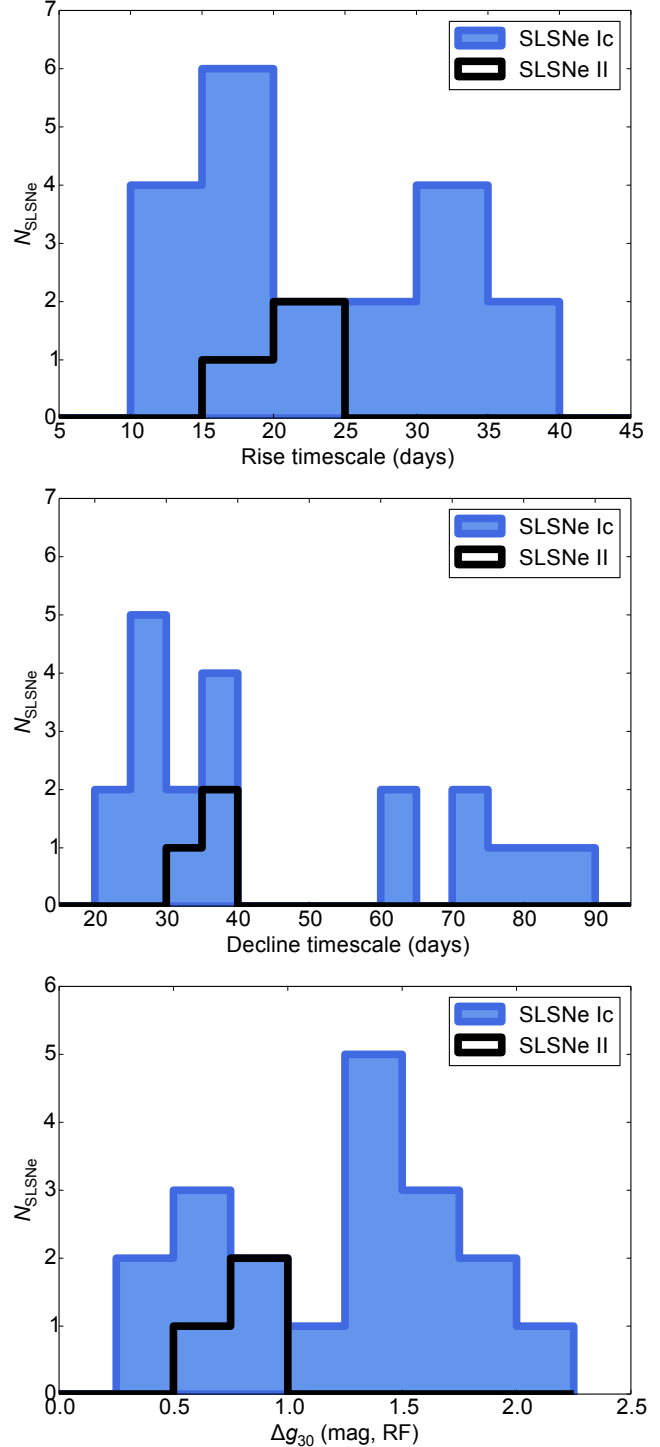 7
6
5
4
3
2
1
0
N_SLSNe
SLSNe Ic
SLSNe II
5 10 15 20 25 30 35 40 45
Rise timescale (days)
7
6
5
4
3
2
1
0
N_SLSNe
SLSNe Ic
SLSNe II
20 30 40 50 60 70 80 90
Decline timescale (days)
6
5
4
3
2
1
0
N_SLSNe
SLSNe Ic
SLSNe II
0.0 0.5 1.0 1.5 2.0 2.5
Δg₃₀ (mag, RF)